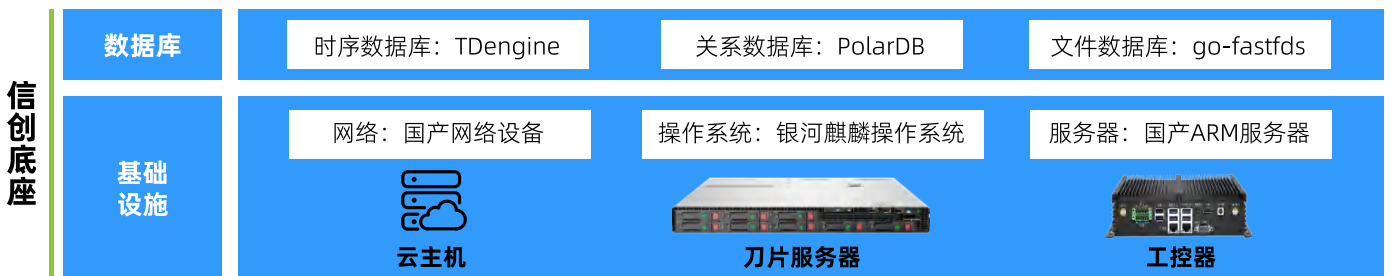 信创底座
数据库
时序数据库：TDengine
关系数据库：PolarDB
文件数据库：go-fastfds
基础
设施
网络：国产网络设备
操作系统：银河麒麟操作系统
服务器：国产ARM服务器
云主机
刀片服务器
工控器